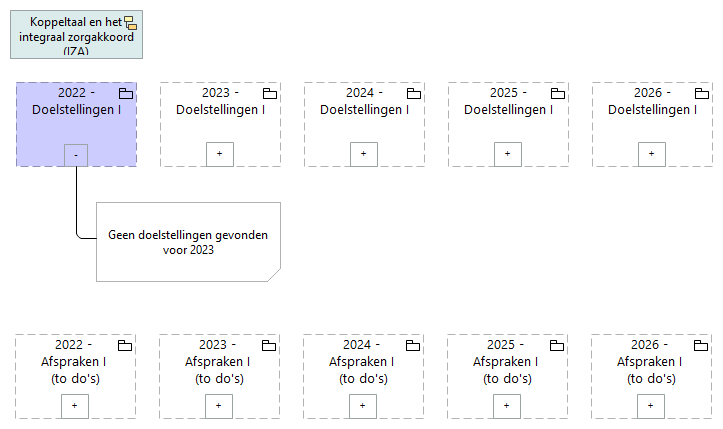 Koppeltaal en het
integraal zorgakkoord
(IZA)
2022 -
Doelstellingen I
-
2023 -
Doelstellingen I
+
2024 -
Doelstellingen I
+
2025 -
Doelstellingen I
+
2026 -
Doelstellingen I
+
Geen doelstellingen gevonden
voor 2023
2022 -
Afspraken I
(to do's)
+
2023 -
Afspraken I
(to do's)
+
2024 -
Afspraken I
(to do's)
+
2025 -
Afspraken I
(to do's)
+
2026 -
Afspraken I
(to do's)
+